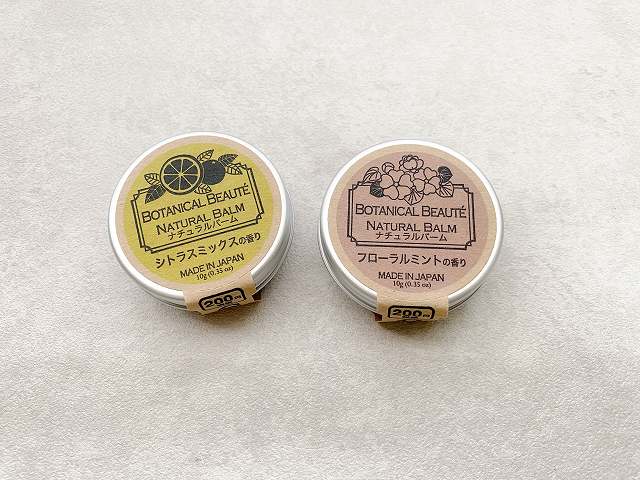 BOTANICAL BEAUTÉ
NATURAL BALM
ナチュラルバーム
シトラスミックスの香り
MADE IN JAPAN
10g (0.35 oz)
200
BOTANICAL BEAUTÉ
NATURAL BALM
ナチュラルバーム
フローラルミントの香り
MADE IN JAPAN
10g (0.35 oz)
200